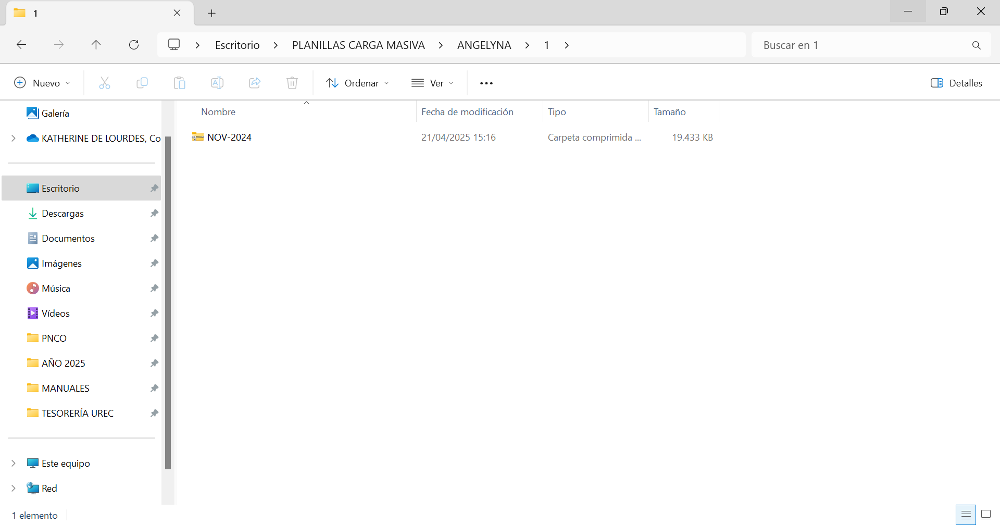 1
Escritorio
PLANILLAS CARGA MASIVA
ANGELYNA
1
Buscar en 1
Nuevo
Ordenar
Ver
Detalles
Galería
KATHERINE DE LOURDES, Co
Escritorio
Descargas
Documentos
Imágenes
Música
Vídeos
PNCO
AÑO 2025
MANUALES
TESORERÍA UREC
Este equipo
Red
Nombre
Fecha de modificación
Tipo
Tamaño
NOV-2024
21/04/2025 15:16
Carpeta comprimida ...
19.433 KB
1 elemento